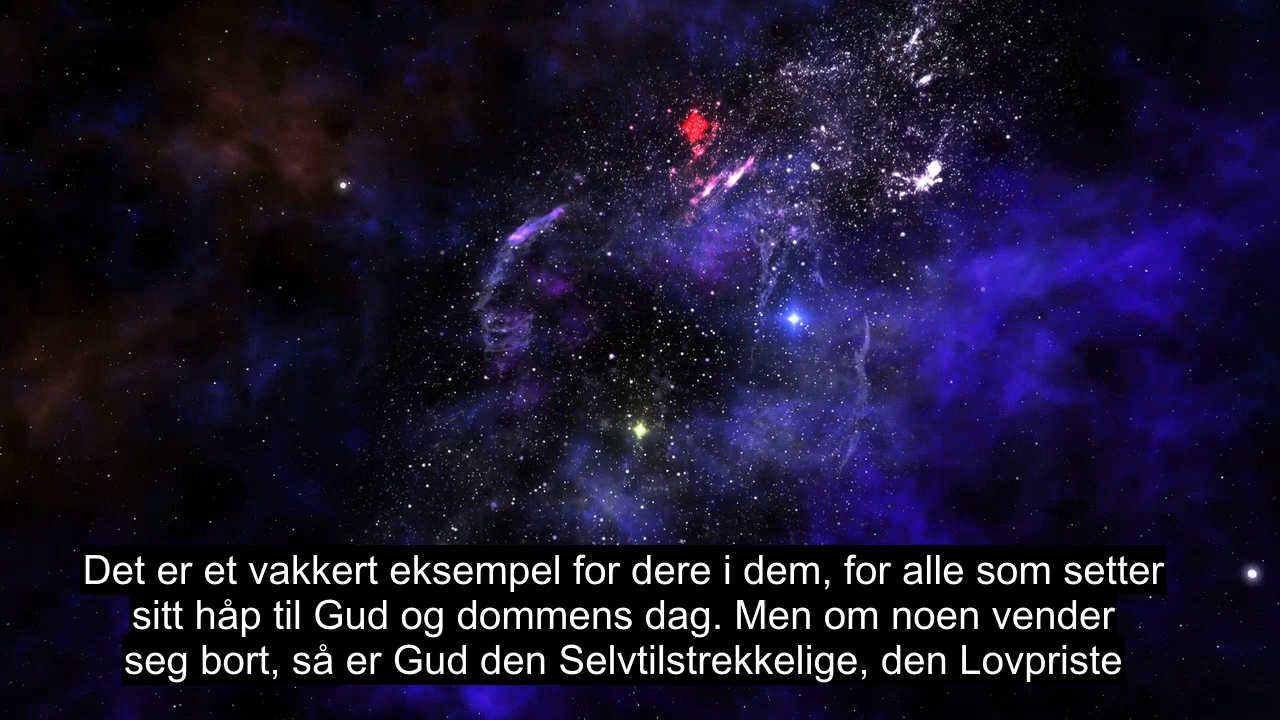 Det er et vakkert eksempel for dere i dem, for alle som setter
sitt håp til Gud og dommens dag. Men om noen vender
seg bort, så er Gud den Selvtilstrekkelige, den Lovpriste